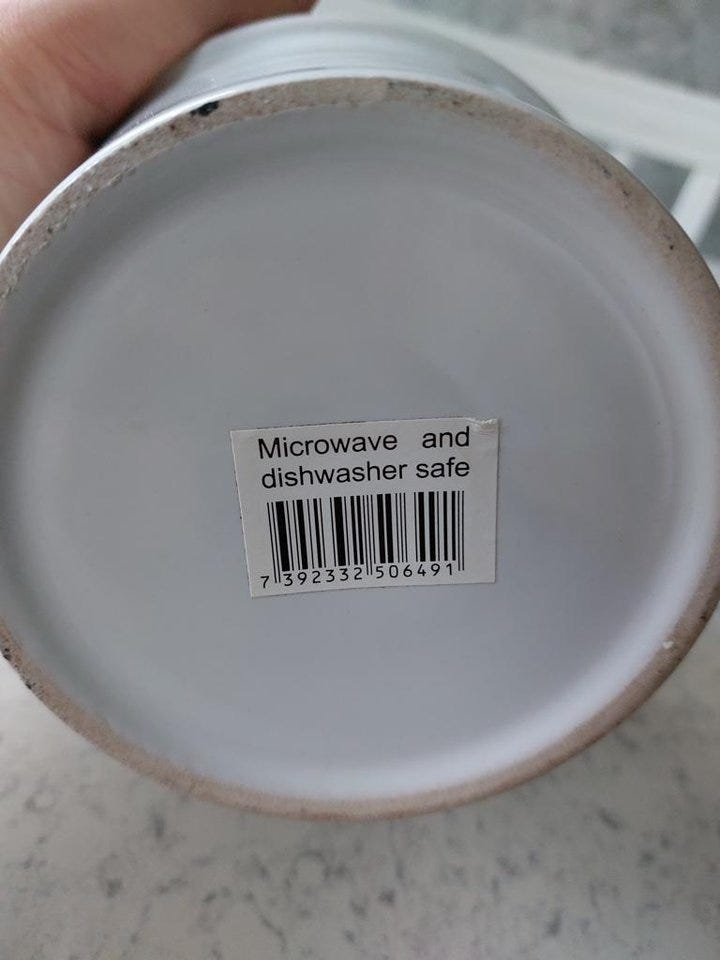 Microwave and
dishwasher safe
7 392332 506491